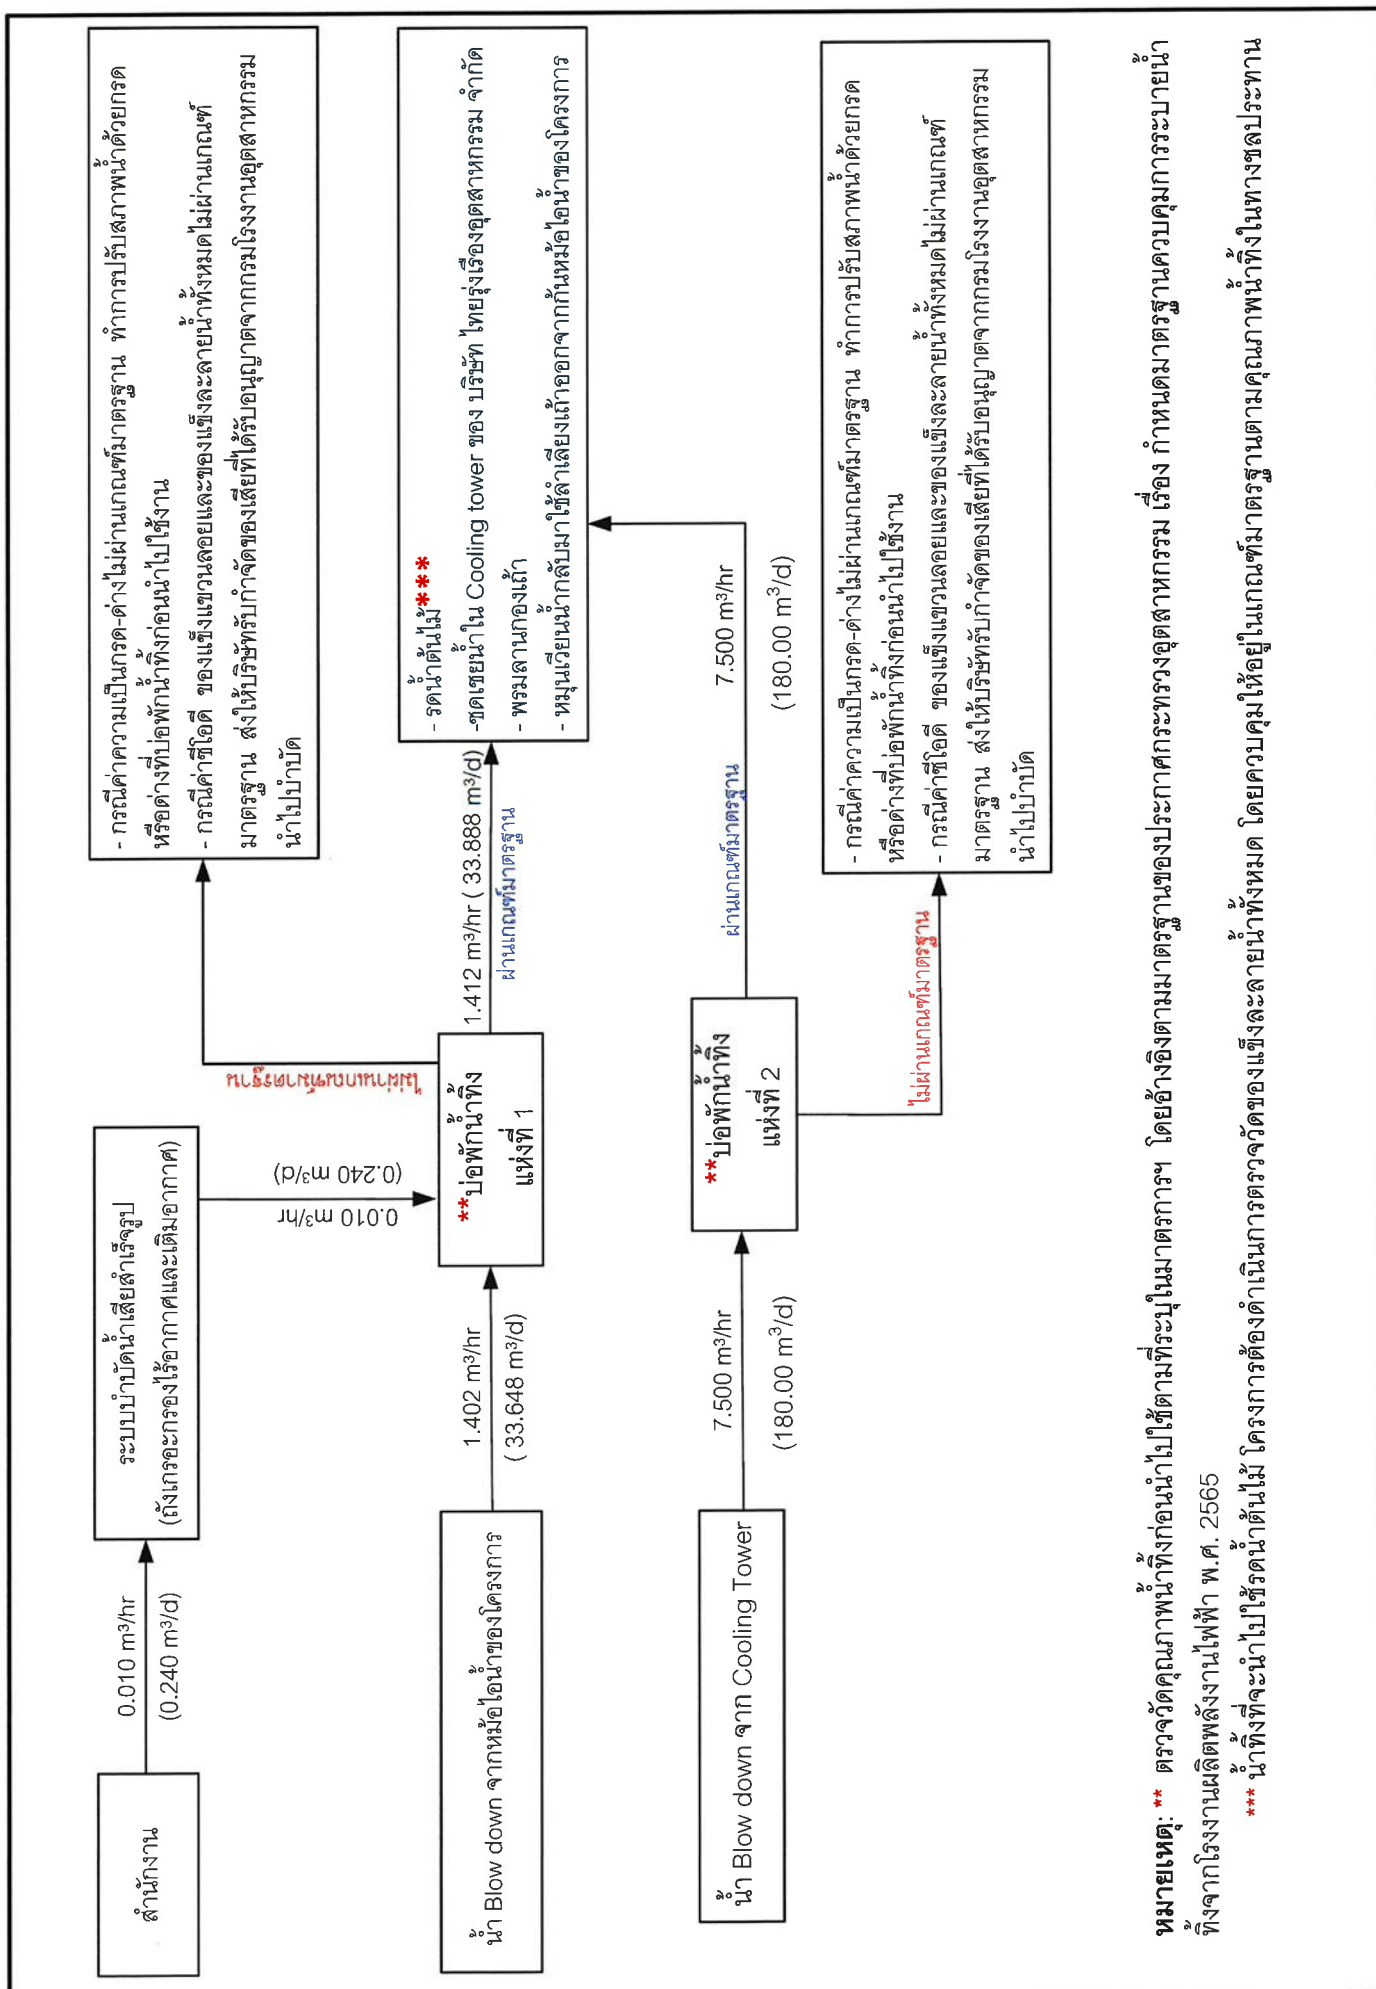 สำนักงาน
0.010 m³/hr
(0.240 m³/d)
ระบบบำบัดน้ำเสียสำเร็จรูป
(ถังเกรอะกรองไร้อากาศและเติมอากาศ)
0.010 m³/hr
(0.240 m³/d)
ไม่ผ่านเกณฑ์มาตรฐาน
- กรณีค่าความเป็นกรด-ด่างไม่ผ่านเกณฑ์มาตรฐาน ทำการปรับสภาพน้ำด้วยกรด
หรือด่างที่บ่อพักน้ำทิ้งก่อนนำไปใช้งาน
- กรณีค่าซีโอดี ของแข็งแขวนลอยและของแข็งละลายน้ำทั้งหมดไม่ผ่านเกณฑ์
มาตรฐาน ส่งให้บริษัทรับกำจัดของเสียที่ได้รับอนุญาตจากกรมโรงงานอุตสาหกรรม
นำไปบำบัด
น้ำ Blow down จากหม้อไอน้ำของโครงการ
1.402 m³/hr
( 33.648 m³/d)
**บ่อพักน้ำทิ้ง
แห่งที่ 1
1.412 m³/hr ( 33.888 m³/d)
ผ่านเกณฑ์มาตรฐาน
- รดน้ำต้นไม้***
-ชดเชยน้ำใน Cooling tower ของ บริษัท ไทยรุ่งเรืองอุตสาหกรรม จำกัด
- พรมลานกองเถ้า
- หมุนเวียนน้ำกลับมาใช้ลำเลียงเถ้าออกจากก้นหม้อไอน้ำของโครงการ
น้ำ Blow down จาก Cooling Tower
7.500 m³/hr
(180.00 m³/d)
**บ่อพักน้ำทิ้ง
แห่งที่ 2
ผ่านเกณฑ์มาตรฐาน
7.500 m³/hr
(180.00 m³/d)
ไม่ผ่านเกณฑ์มาตรฐาน
- กรณีค่าความเป็นกรด-ด่างไม่ผ่านเกณฑ์มาตรฐาน ทำการปรับสภาพน้ำด้วยกรด
หรือด่างที่บ่อพักน้ำทิ้งก่อนนำไปใช้งาน
- กรณีค่าซีโอดี ของแข็งแขวนลอยและของแข็งละลายน้ำทั้งหมดไม่ผ่านเกณฑ์
มาตรฐาน ส่งให้บริษัทรับกำจัดของเสียที่ได้รับอนุญาตจากกรมโรงงานอุตสาหกรรม
นำไปบำบัด
หมายเหตุ: ** ตรวจวัดคุณภาพน้ำทิ้งก่อนนำไปใช้ตามที่ระบุในมาตรการฯ โดยอ้างอิงตามมาตรฐานของประกาศกระทรวงอุตสาหกรรม เรื่อง กำหนดมาตรฐานควบคุมการระบายน้ำ
ทิ้งจากโรงงานผลิตพลังงานไฟฟ้า พ.ศ. 2565
*** น้ำทิ้งที่จะนำไปใช้รดน้ำต้นไม้ โครงการต้องดำเนินการตรวจวัดของแข็งละลายน้ำทั้งหมด โดยควบคุมให้อยู่ในเกณฑ์มาตรฐานตามคุณภาพน้ำทิ้งในทางชลประทาน